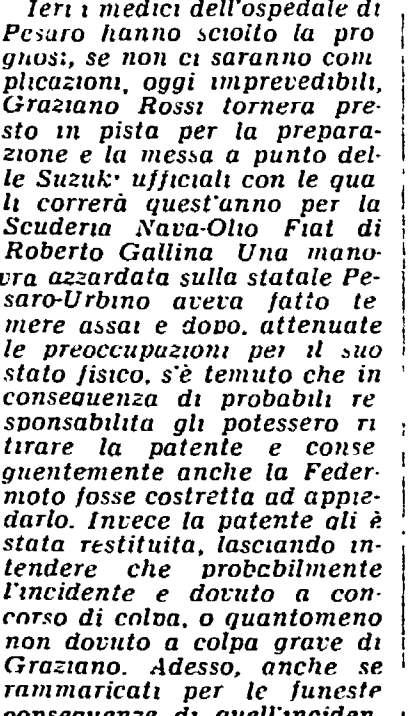 Ieri i medici dell'ospedale di
Pesaro hanno sciolto la pro
gnosi, se non ci saranno com
plicazioni, oggi imprevedibili,
Graziano Rossi tornera pre-
sto in pista per la prepara-
zione e la messa a punto del-
le Suzuki ufficiali con le qua
li correrà quest'anno per la
Scuderia Nava-Olio Fiat di
Roberto Gallina Una mano-
vra azzardata sulla statale Pe-
saro-Urbino aveva fatto te
mere assai e dopo, attenuate
le preoccupazioni per il suo
stato fisico, s'è temuto che in
conseguenza di probabili re
sponsabilita gli potessero ri
tirare la patente e conse
guentemente anche la Feder-
moto fosse costretta ad appie-
darlo. Invece la patente gli è
stata restituita, lasciando in-
tendere che probabilmente
l'incidente e dovuto a con-
corso di colpa, o quantomeno
non dovuto a colpa grave di
Graziano. Adesso, anche se
rammaricati per le funeste
conseguenze di quell'inciden